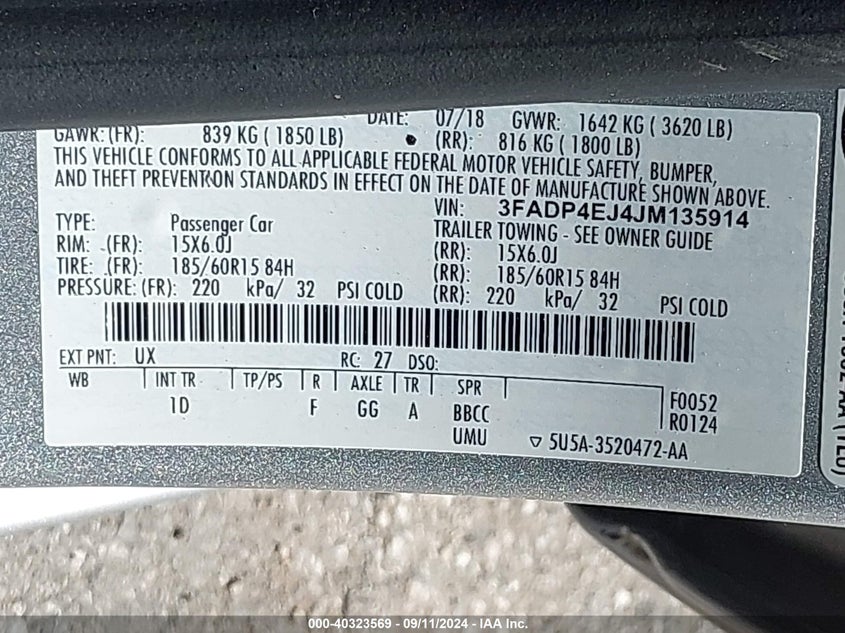 DATE: 07/18 GVWR: 1642 KG ( 3620 LB)
GAWR: (FR): 839 KG ( 1850 LB) (RR): 816 KG ( 1800 LB)
THIS VEHICLE CONFORMS TO ALL APPLICABLE FEDERAL MOTOR VEHICLE SAFETY, BUMPER,
AND THEFT PREVENTION STANDARDS IN EFFECT ON THE DATE OF MANUFACTURE SHOWN ABOVE.
VIN: 3FADP4EJ4JM135914
TYPE: Passenger Car TRAILER TOWING - SEE OWNER GUIDE
RIM: (FR): 15X6.0J (RR): 15X6.0J
TIRE: (FR): 185/60R15 84H (RR): 185/60R15 84H
PRESSURE: (FR): 220 kPa/ 32 PSI COLD (RR): 220 kPa/ 32 PSI COLD
EXT PNT: UX RC: 27 DSO:
WB INT TR TP/PS R AXLE TR SPR F0052
1D F GG A BBCC R0124
UMU ▽ 5U5A-3520472-AA
000-40323569 - 09/11/2024 - IAA Inc.